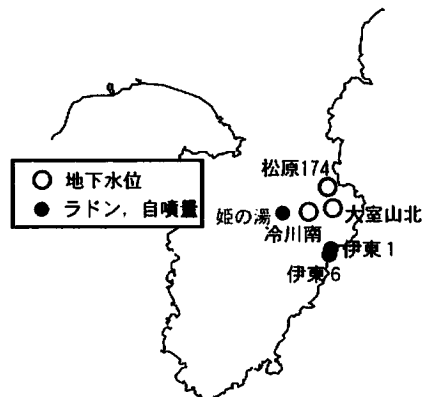 松原174
○ 地下水位
● ラドン，自噴量
姫の湯
大室山北
冷川南
伊東1
伊東6